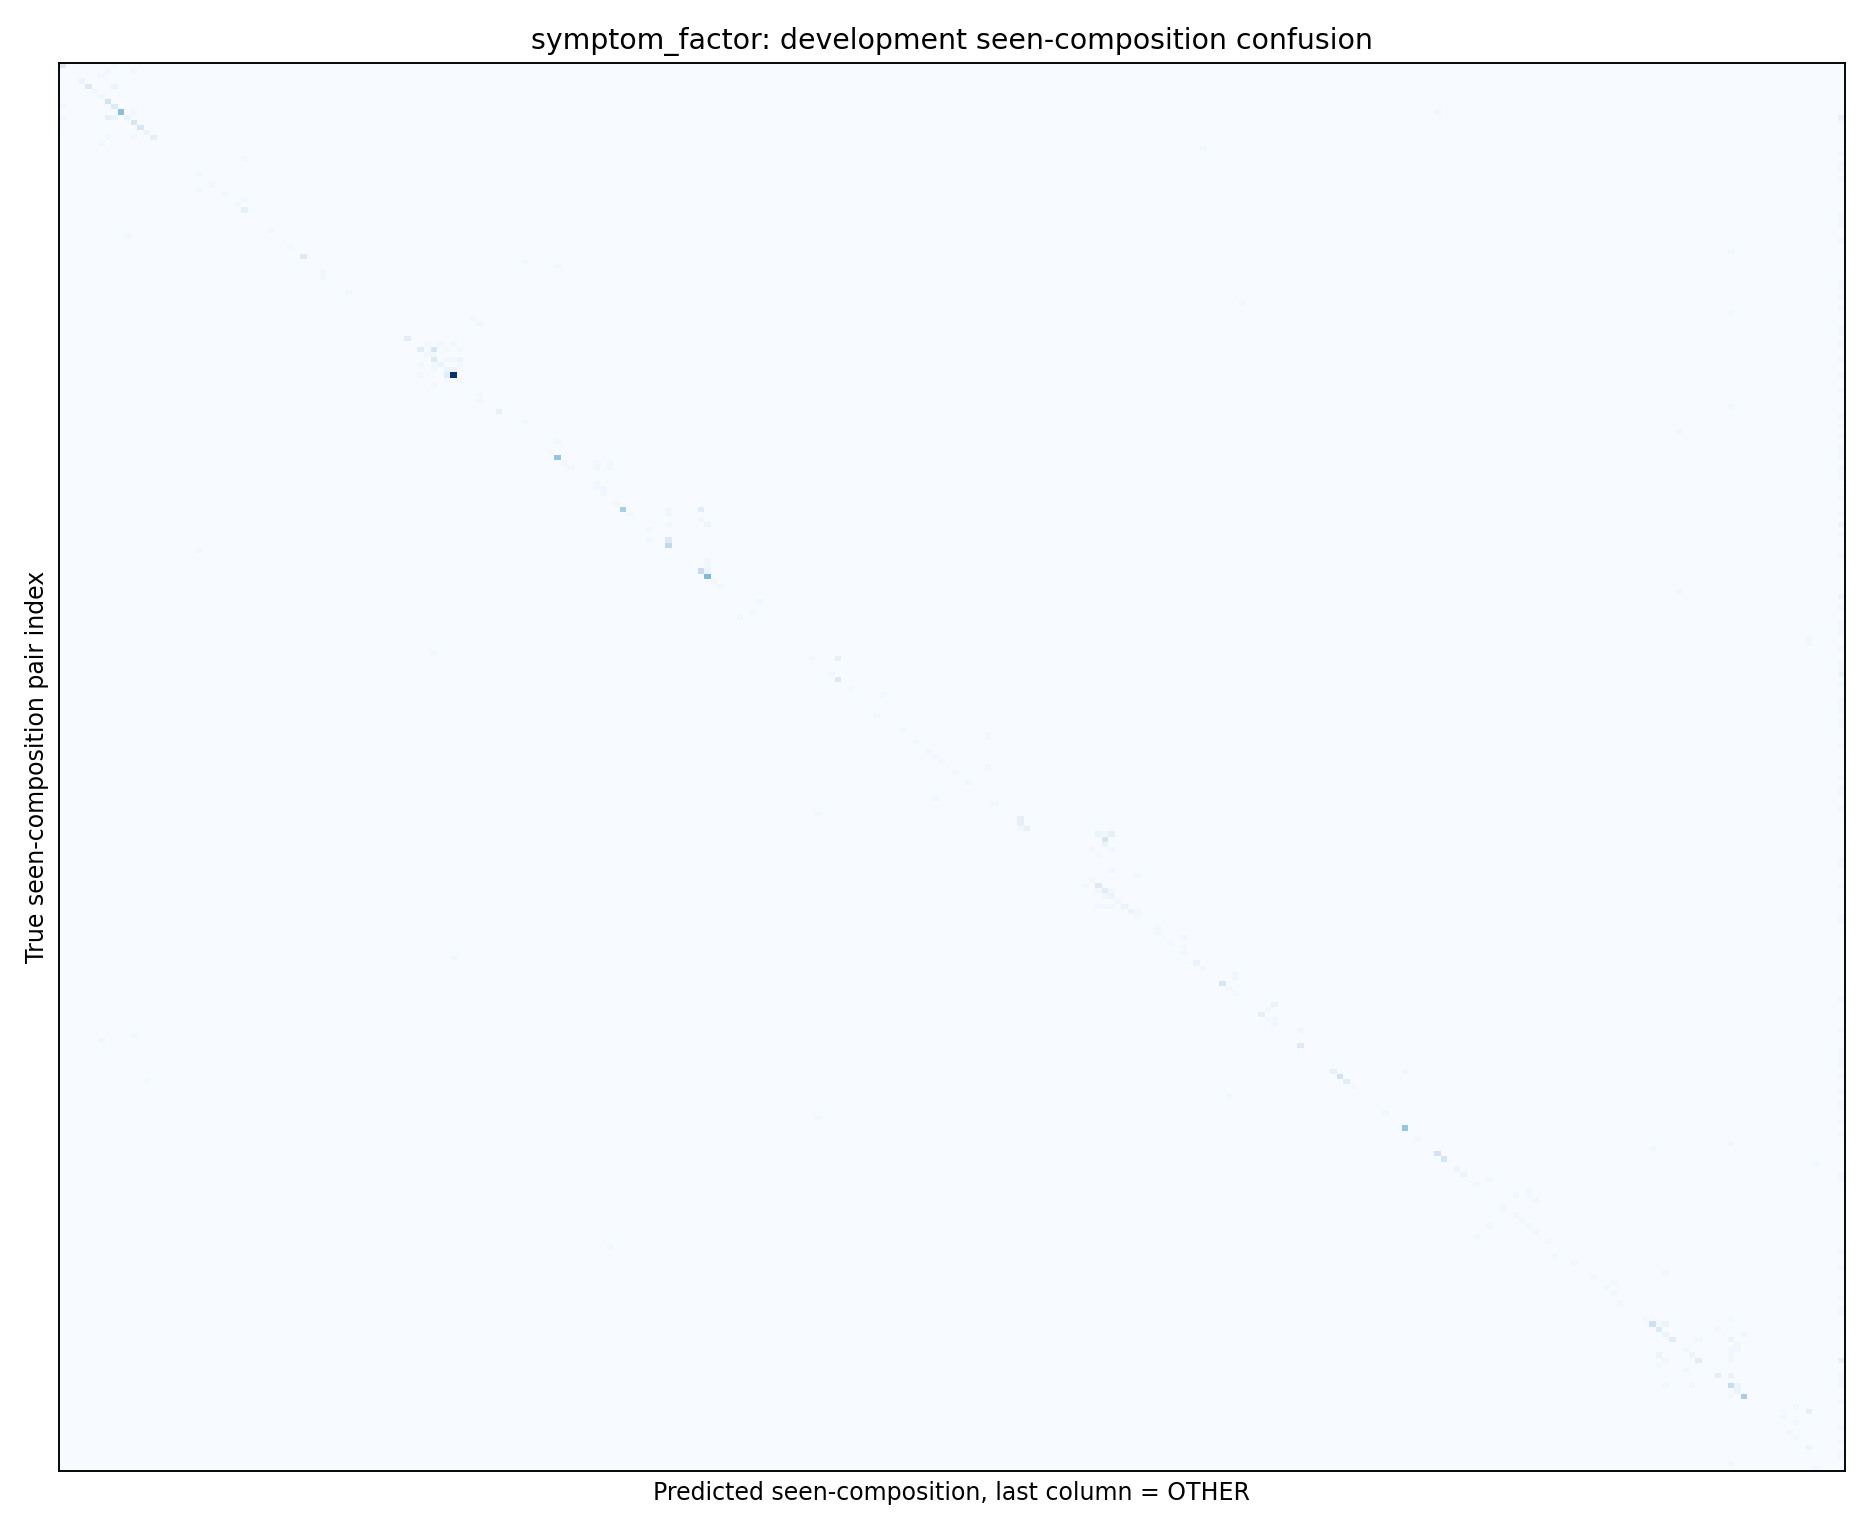 symptom_factor: development seen-composition confusion
True seen-composition pair index
Predicted seen-composition, last column = OTHER